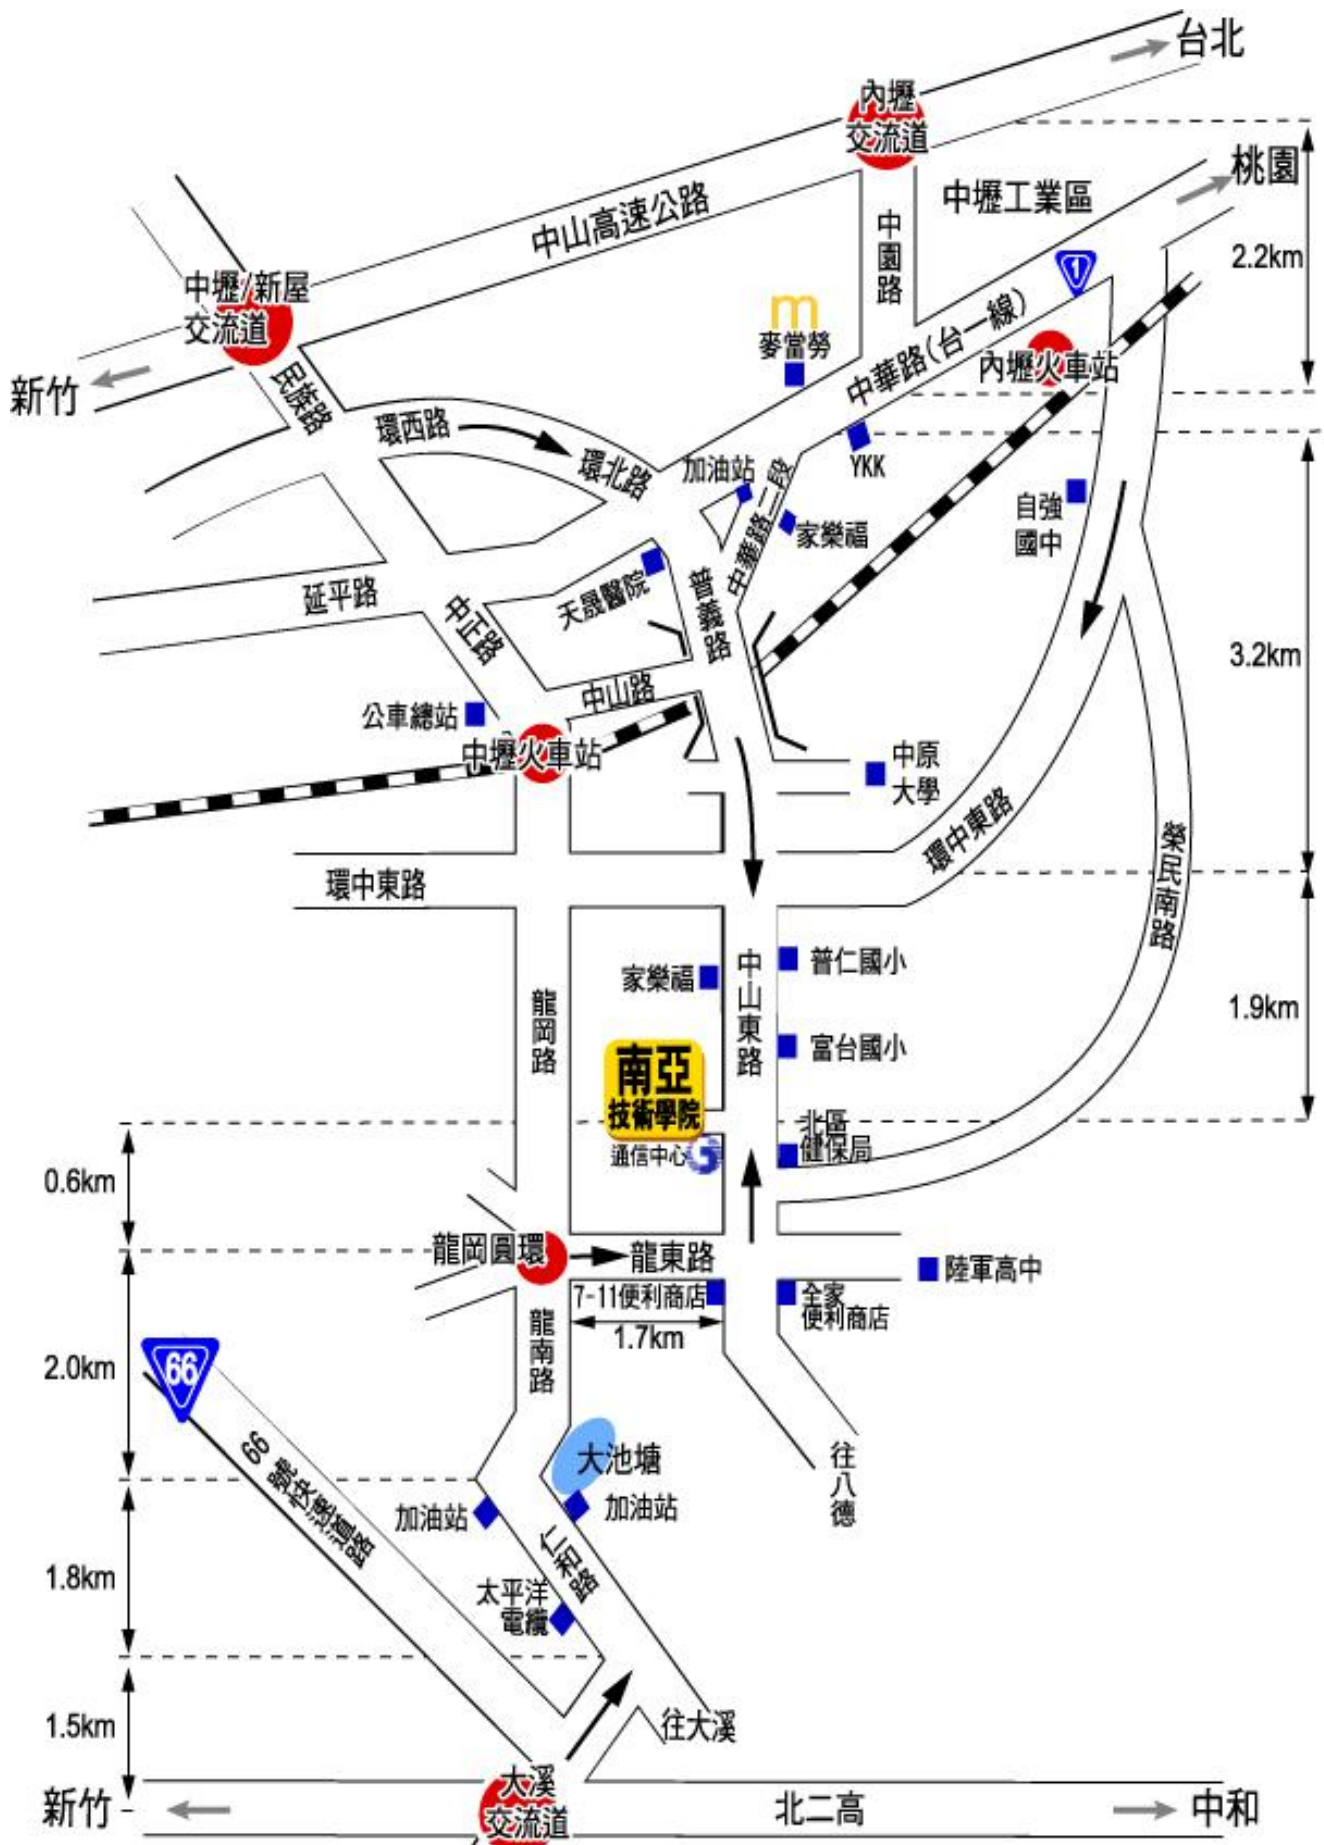 台北
內壢
交流道
桃園
中壢工業區
中山高速公路
中園路
2.2km
1
中壢/新屋
交流道
新竹
民族路
麥當勞
中華路(台一線)
內壢火車站
環西路
環北路
加油站
YKK
中華路二段
家樂福
自強
國中
延平路
中正路
天晟醫院
普義路
3.2km
中山路
公車總站
中壢火車站
中原
大學
環中東路
環中東路
榮民南路
家樂福
中山東路
普仁國小
龍岡路
富台國小
1.9km
南亞
技術學院
通信中心
北區
健保局
0.6km
龍岡圓環
龍東路
陸軍高中
7-11便利商店
全家
便利商店
1.7km
龍南路
2.0km
66
66號快速道路
大池塘
加油站
加油站
往八德
仁和路
1.8km
太平洋
電纜
1.5km
往大溪
大溪
交流道
新竹
北二高
中和